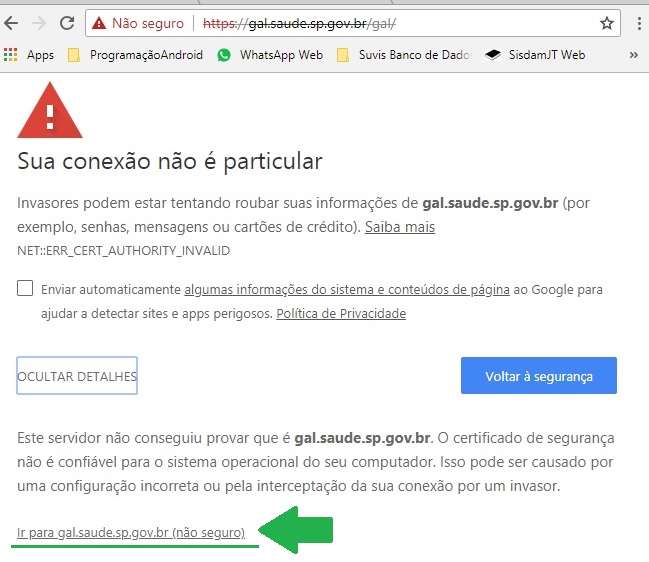 Não seguro | https://gal.saude.sp.gov.br/gal/
Apps ProgramaçãoAndroid WhatsApp Web Suvis Banco de Dado SisdamJT Web »
Sua conexão não é particular
Invasores podem estar tentando roubar suas informações de gal.saude.sp.gov.br (por
exemplo, senhas, mensagens ou cartões de crédito). Saiba mais
NET::ERR_CERT_AUTHORITY_INVALID
Enviar automaticamente algumas informações do sistema e conteúdos de página ao Google para
ajudar a detectar sites e apps perigosos. Política de Privacidade
OCULTAR DETALHES Voltar à segurança
Este servidor não conseguiu provar que é gal.saude.sp.gov.br. O certificado de segurança
não é confiável para o sistema operacional do seu computador. Isso pode ser causado por
uma configuração incorreta ou pela interceptação da sua conexão por um invasor.
Ir para gal.saude.sp.gov.br (não seguro)